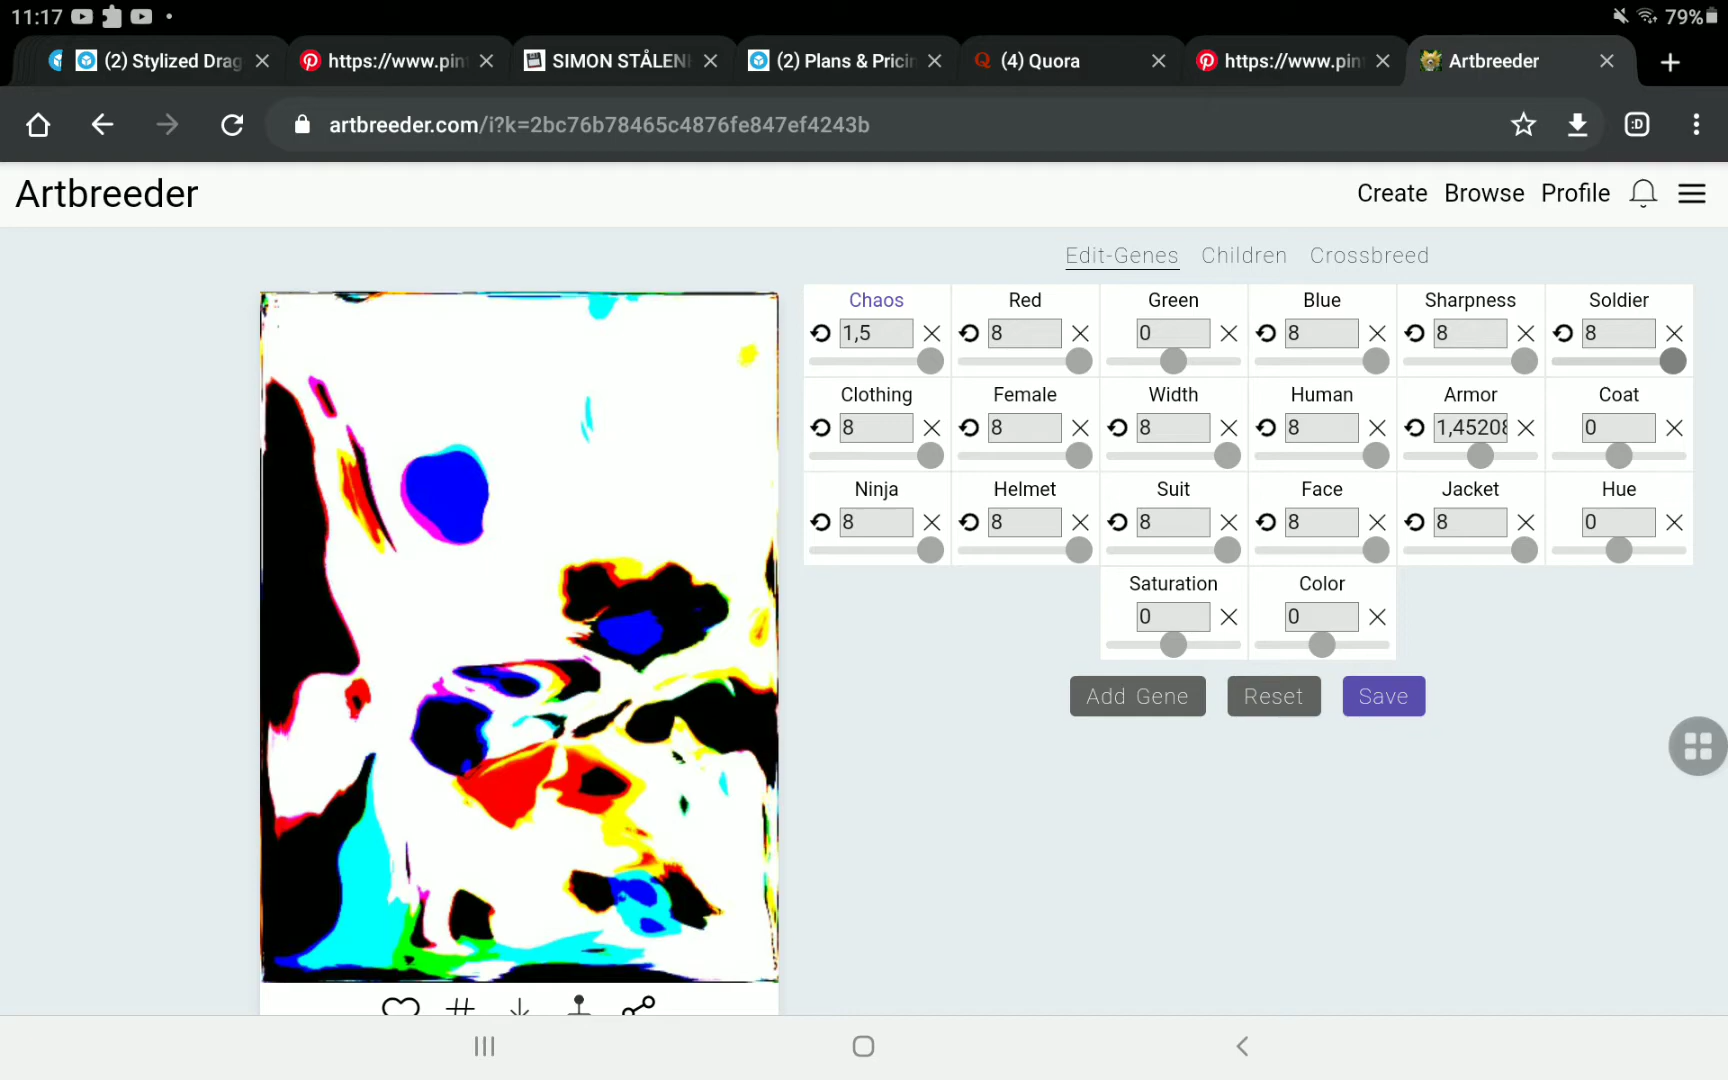 11:17 79%
(2) Stylized Drag https://www.pin SIMON STÅLEN (2) Plans & Pricin (4) Quora https://www.pin Artbreeder
artbreeder.com/i?k=2bc76b78465c4876fe847ef4243b :D
Artbreeder Create Browse Profile
Edit-Genes Children Crossbreed
Chaos Red Green Blue Sharpness Soldier
1,5 8 0 8 8 8
Clothing Female Width Human Armor Coat
8 8 8 8 1,45208 0
Ninja Helmet Suit Face Jacket Hue
8 8 8 8 8 0
Saturation Color
0 0
Add Gene Reset Save